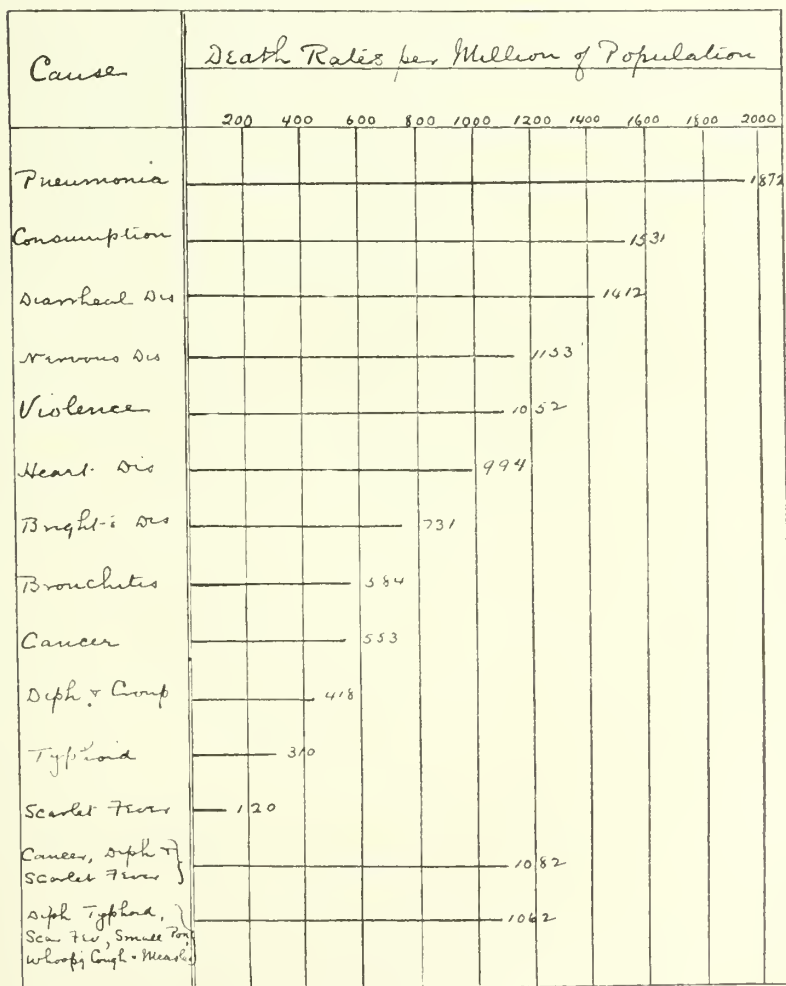 Cause
Death Rates per Million of Population
200 400 600 800 1000 1200 1400 1600 1800 2000
Pneumonia 1872
Consumption 1531
Diarrheal Dis 1412
Nervous Dis 1153
Violence 1052
Heart Dis 994
Bright's Dis 731
Bronchitis 584
Cancer 553
Diph & Croup 418
Typhoid 310
Scarlet Fever 120
Cancer, Diph &
Scarlet Fever 1082
Diph Typhoid,
Scar Fev, Small Pox, 1062
Whoop'g Cough - Measles